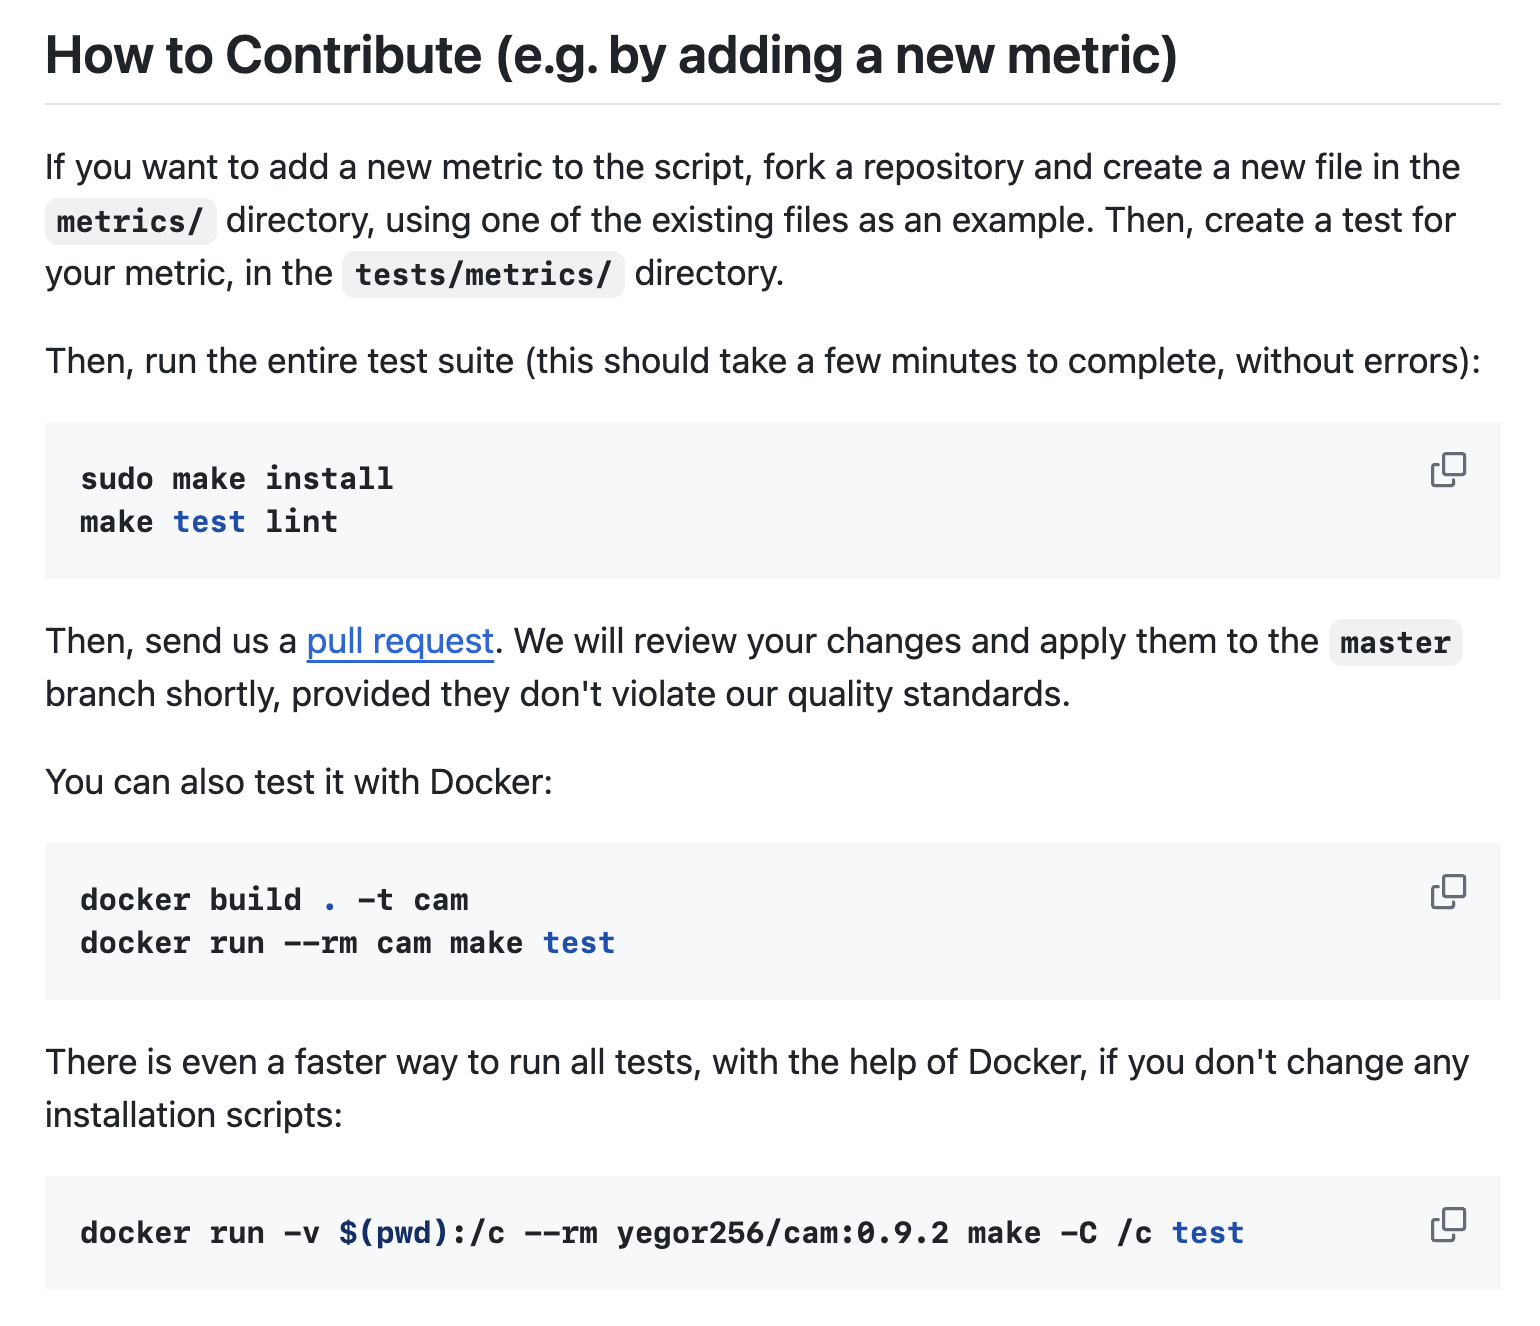 How to Contribute (e.g. by adding a new metric)
If you want to add a new metric to the script, fork a repository and create a new file in the
metrics/ directory, using one of the existing files as an example. Then, create a test for
your metric, in the tests/metrics/ directory.
Then, run the entire test suite (this should take a few minutes to complete, without errors):
sudo make install
make test lint
Then, send us a pull request. We will review your changes and apply them to the master
branch shortly, provided they don't violate our quality standards.
You can also test it with Docker:
docker build . -t cam
docker run --rm cam make test
There is even a faster way to run all tests, with the help of Docker, if you don't change any
installation scripts:
docker run -v $(pwd):/c --rm yegor256/cam:0.9.2 make -C /c test